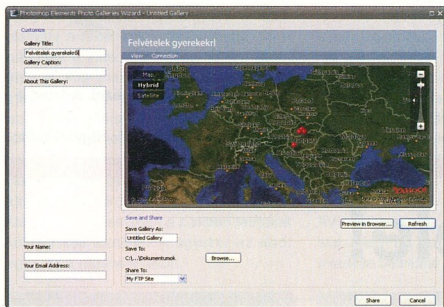 Photoshop Elements Photo Galleries Wizard - Untitled Gallery
Customize
Gallery Title:
Felvételek gyerekekről
Gallery Caption:
About This Gallery:
Your Name:
Your Email Address:
Felvételek gyerekekrl
View Connection
Map
Hybrid
Satellite
Save and Share
Save Gallery As:
Untitled Gallery
Save To:
C:\...\Dokumentumok
Browse...
Share To:
My FTP Site
Preview in Browser...
Refresh
Share
Cancel